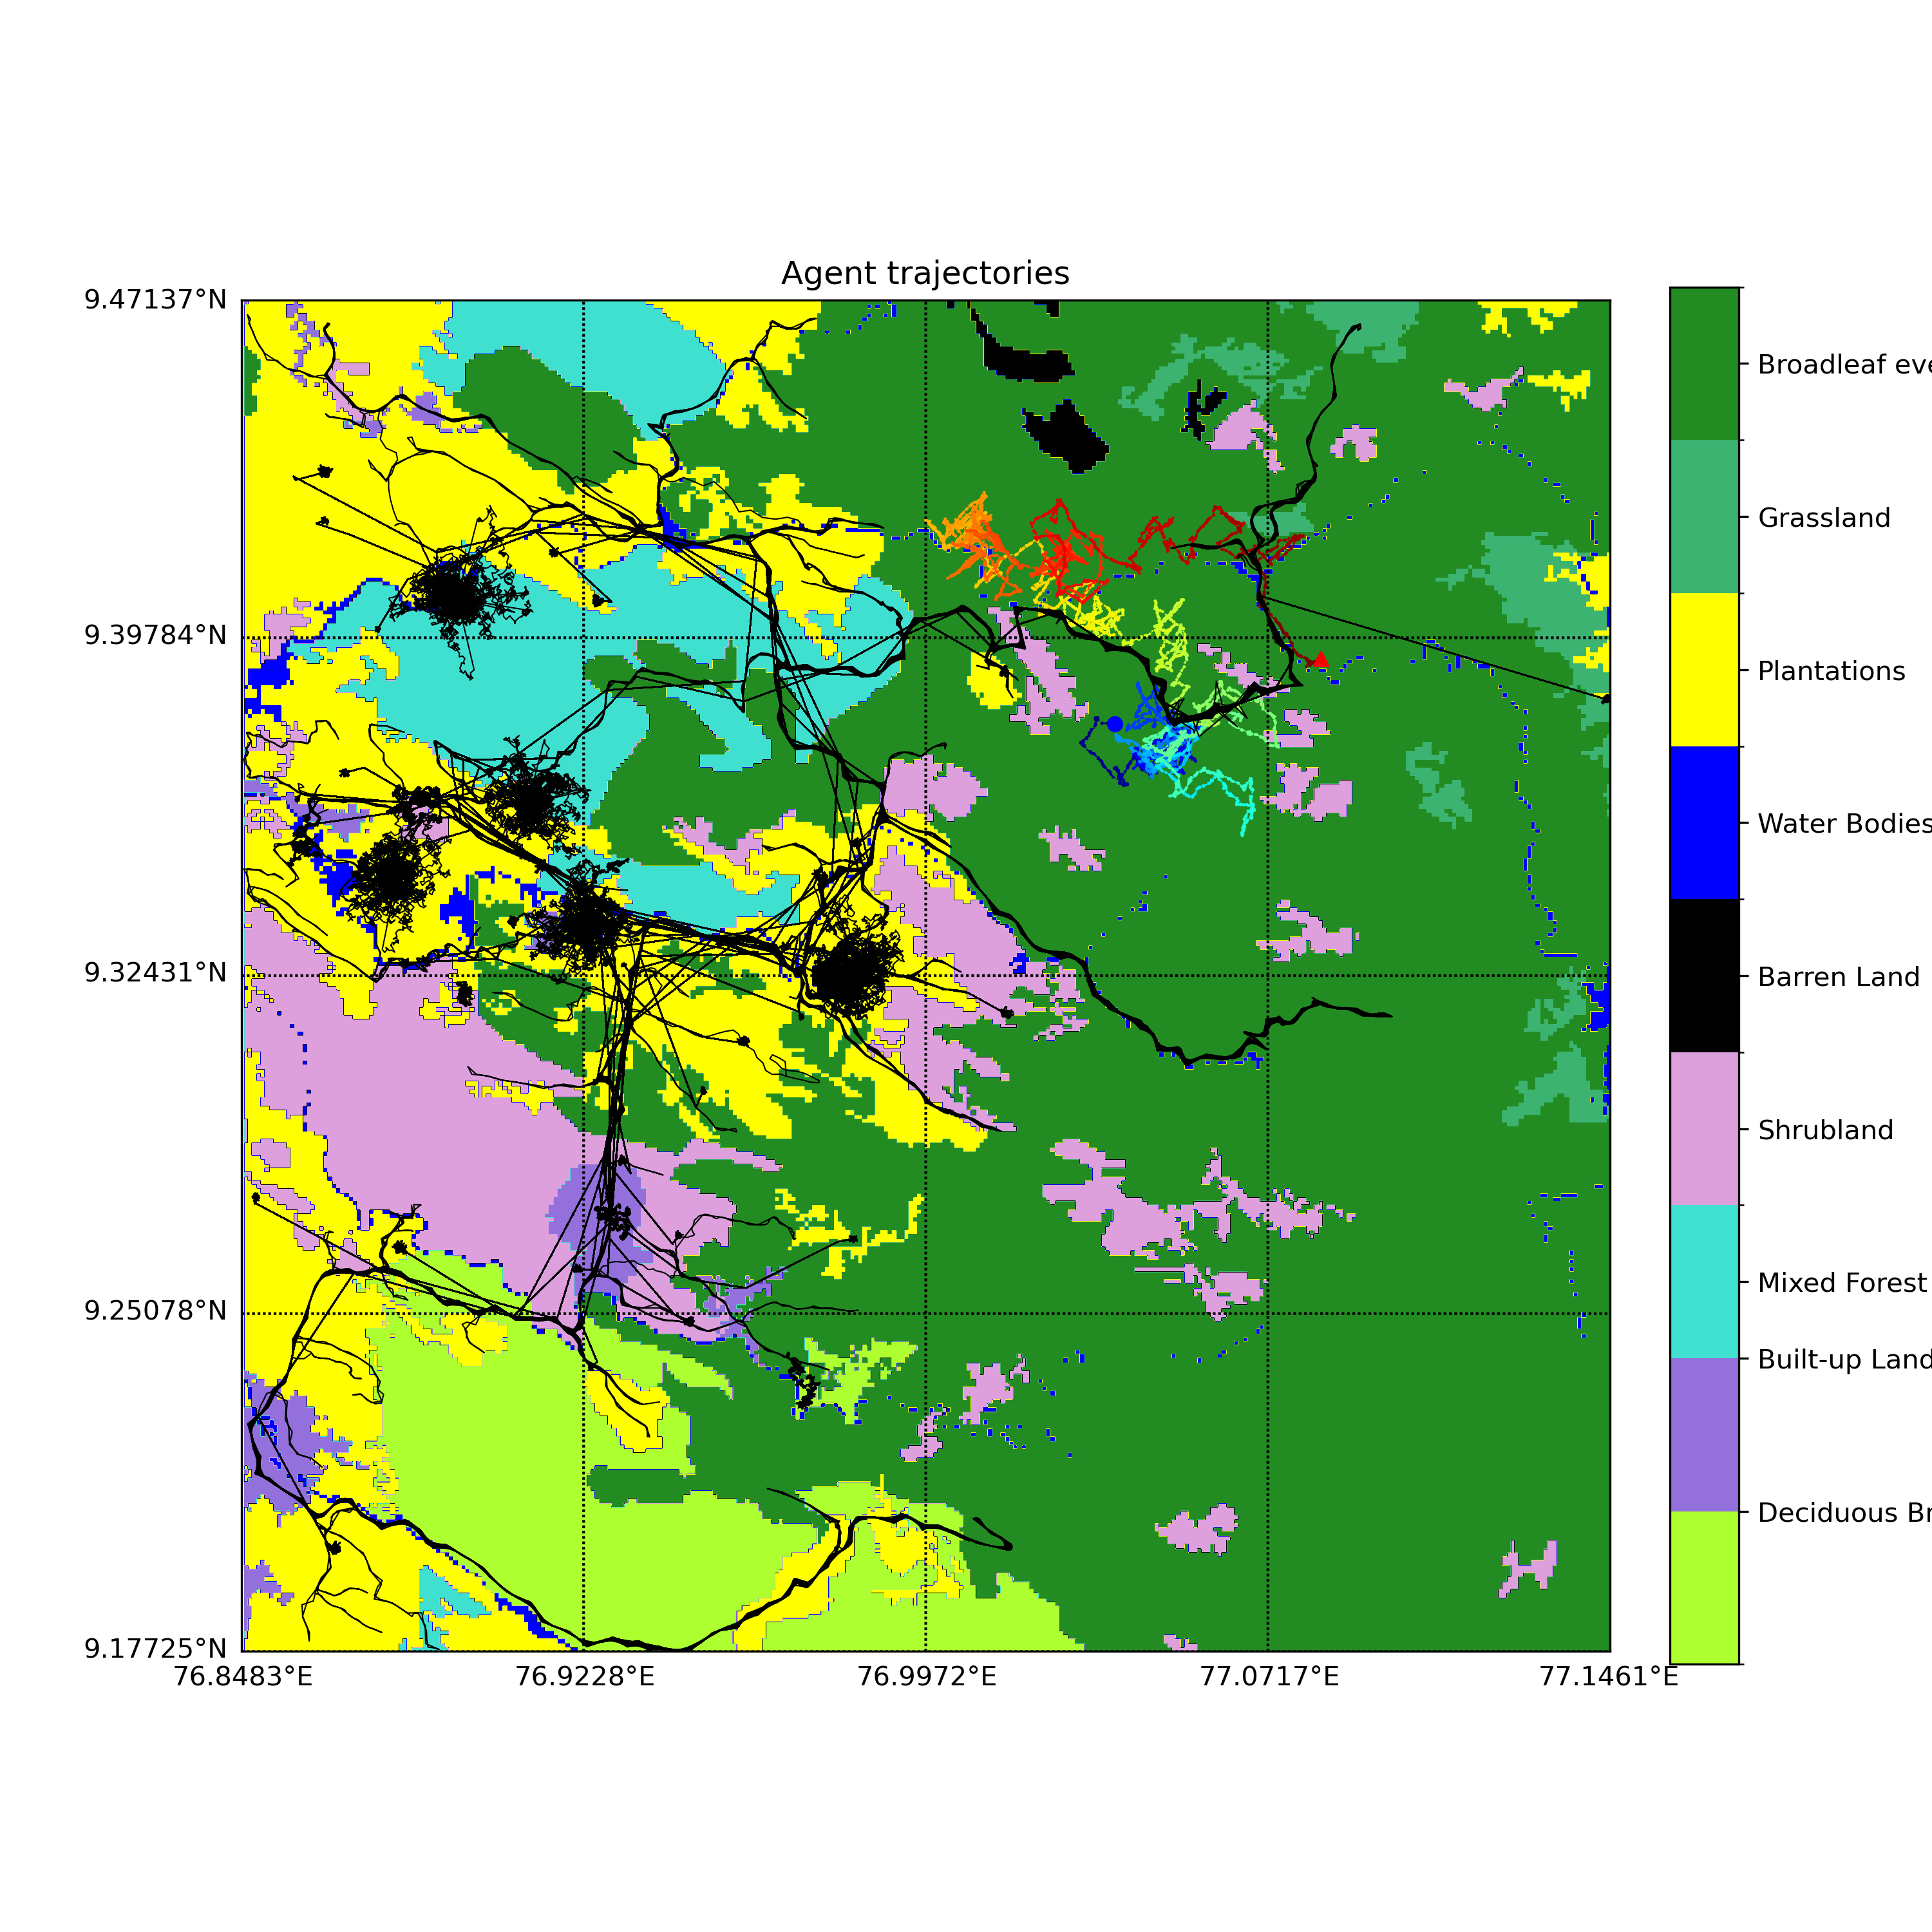 Agent trajectories
9.47137°N
9.39784°N
9.32431°N
9.25078°N
9.17725°N
76.8483°E
76.9228°E
76.9972°E
77.0717°E
77.1461°E
Broadleaf eve
Grassland
Plantations
Water Bodies
Barren Land
Shrubland
Mixed Forest
Built-up Land
Deciduous Br